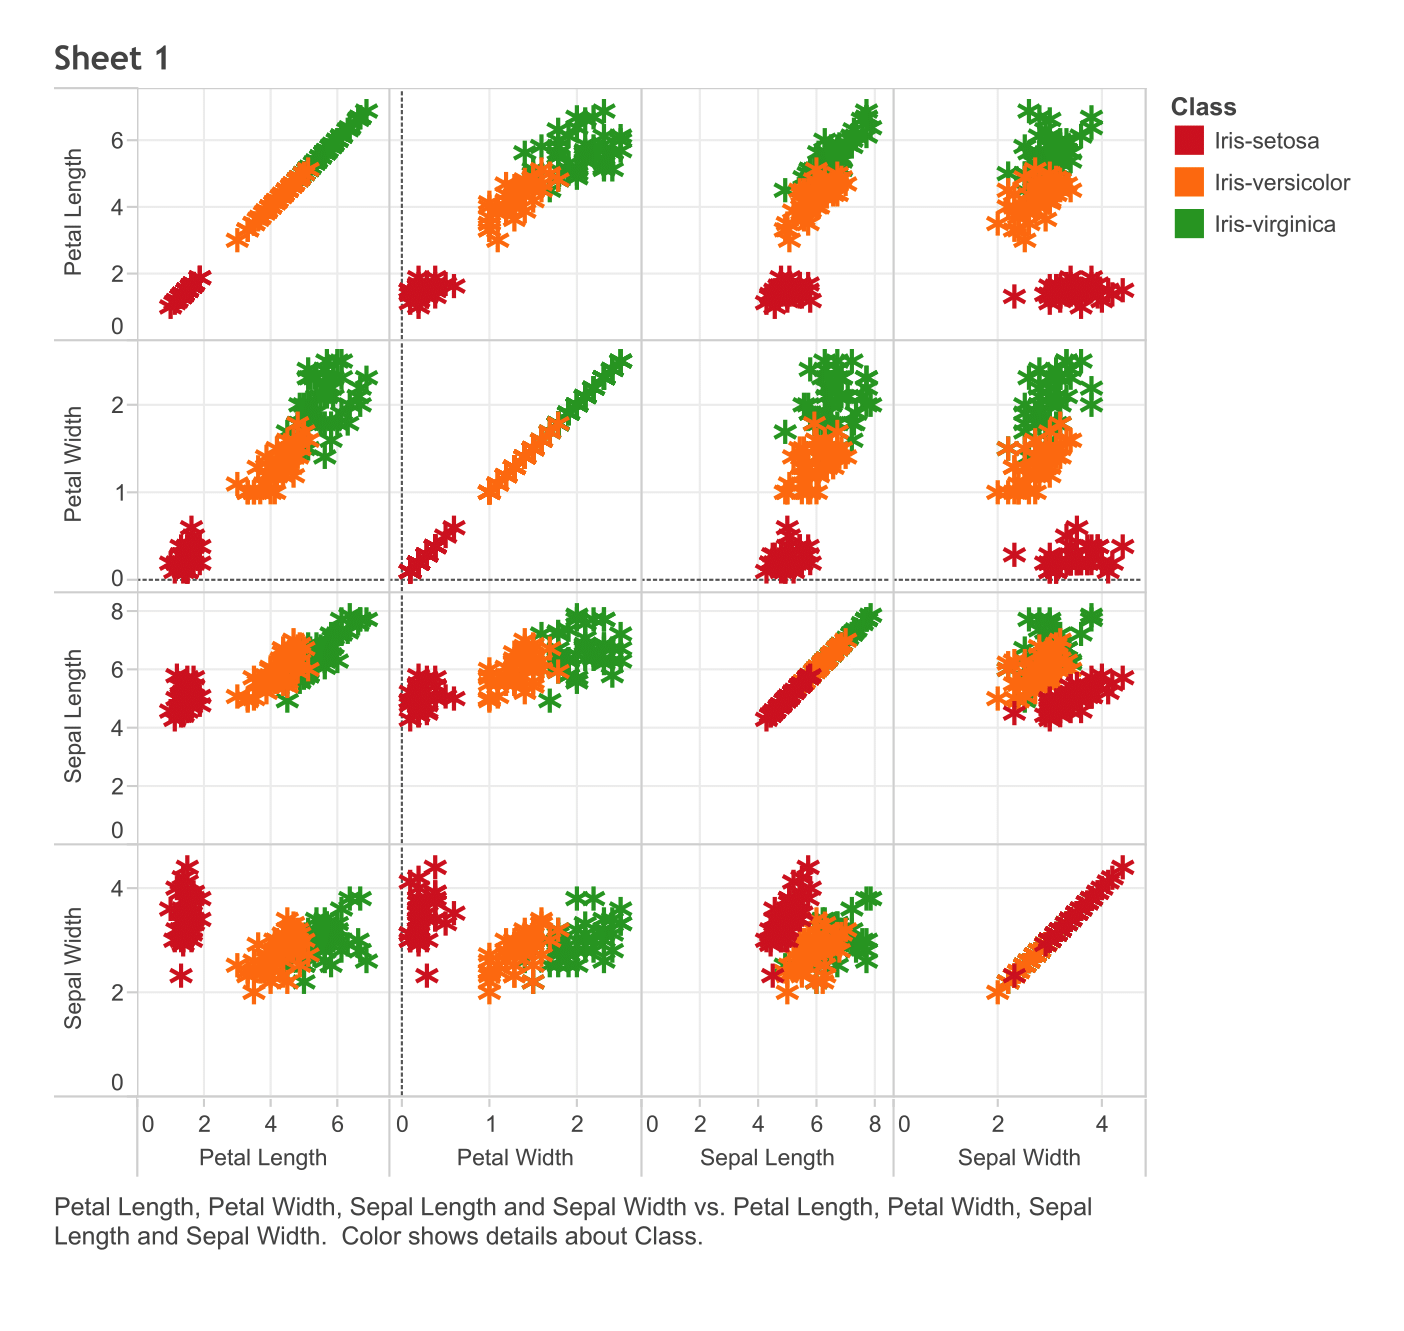 Sheet 1
Class
Iris-setosa
Iris-versicolor
Iris-virginica
Petal Length
6
4
2
0
Petal Width
2
1
0
Sepal Length
8
6
4
2
0
Sepal Width
4
2
0
0 2 4 6 0 1 2 0 2 4 6 8 0 2 4
Petal Length Petal Width Sepal Length Sepal Width
Petal Length, Petal Width, Sepal Length and Sepal Width vs. Petal Length, Petal Width, Sepal
Length and Sepal Width.  Color shows details about Class.